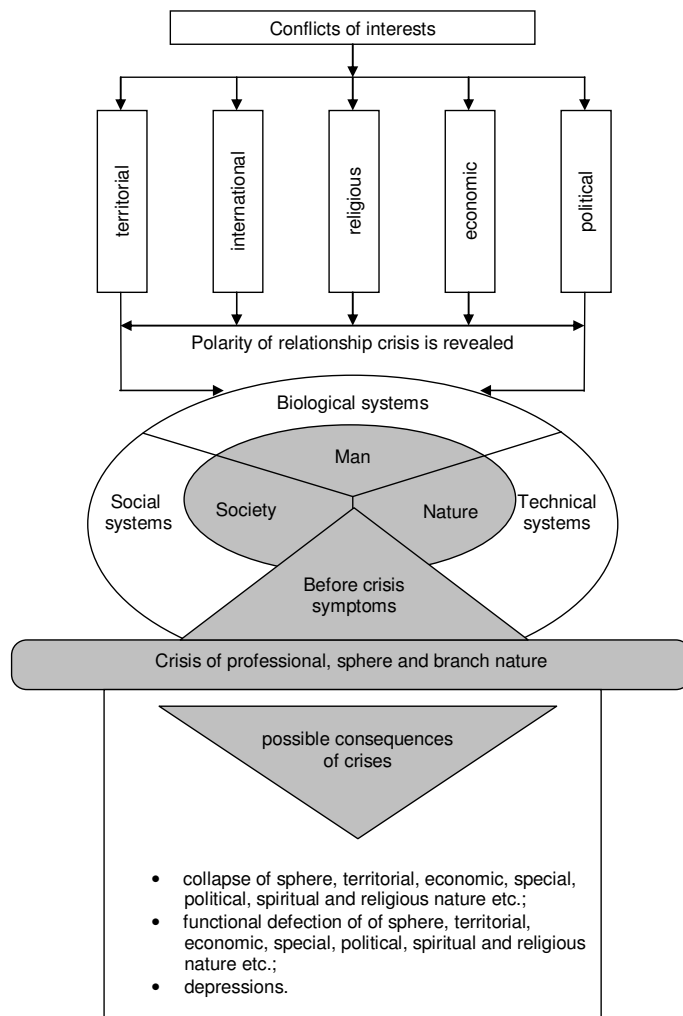 Conflicts of interests
territorial
international
religious
economic
political
Polarity of relationship crisis is revealed
Biological systems
Man
Social
systems
Society
Nature
Technical
systems
Before crisis
symptoms
Crisis of professional, sphere and branch nature
possible consequences
of crises
• collapse of sphere, territorial, economic, special,
political, spiritual and religious nature etc.;
• functional defection of of sphere, territorial,
economic, special, political, spiritual and religious
nature etc.;
• depressions.